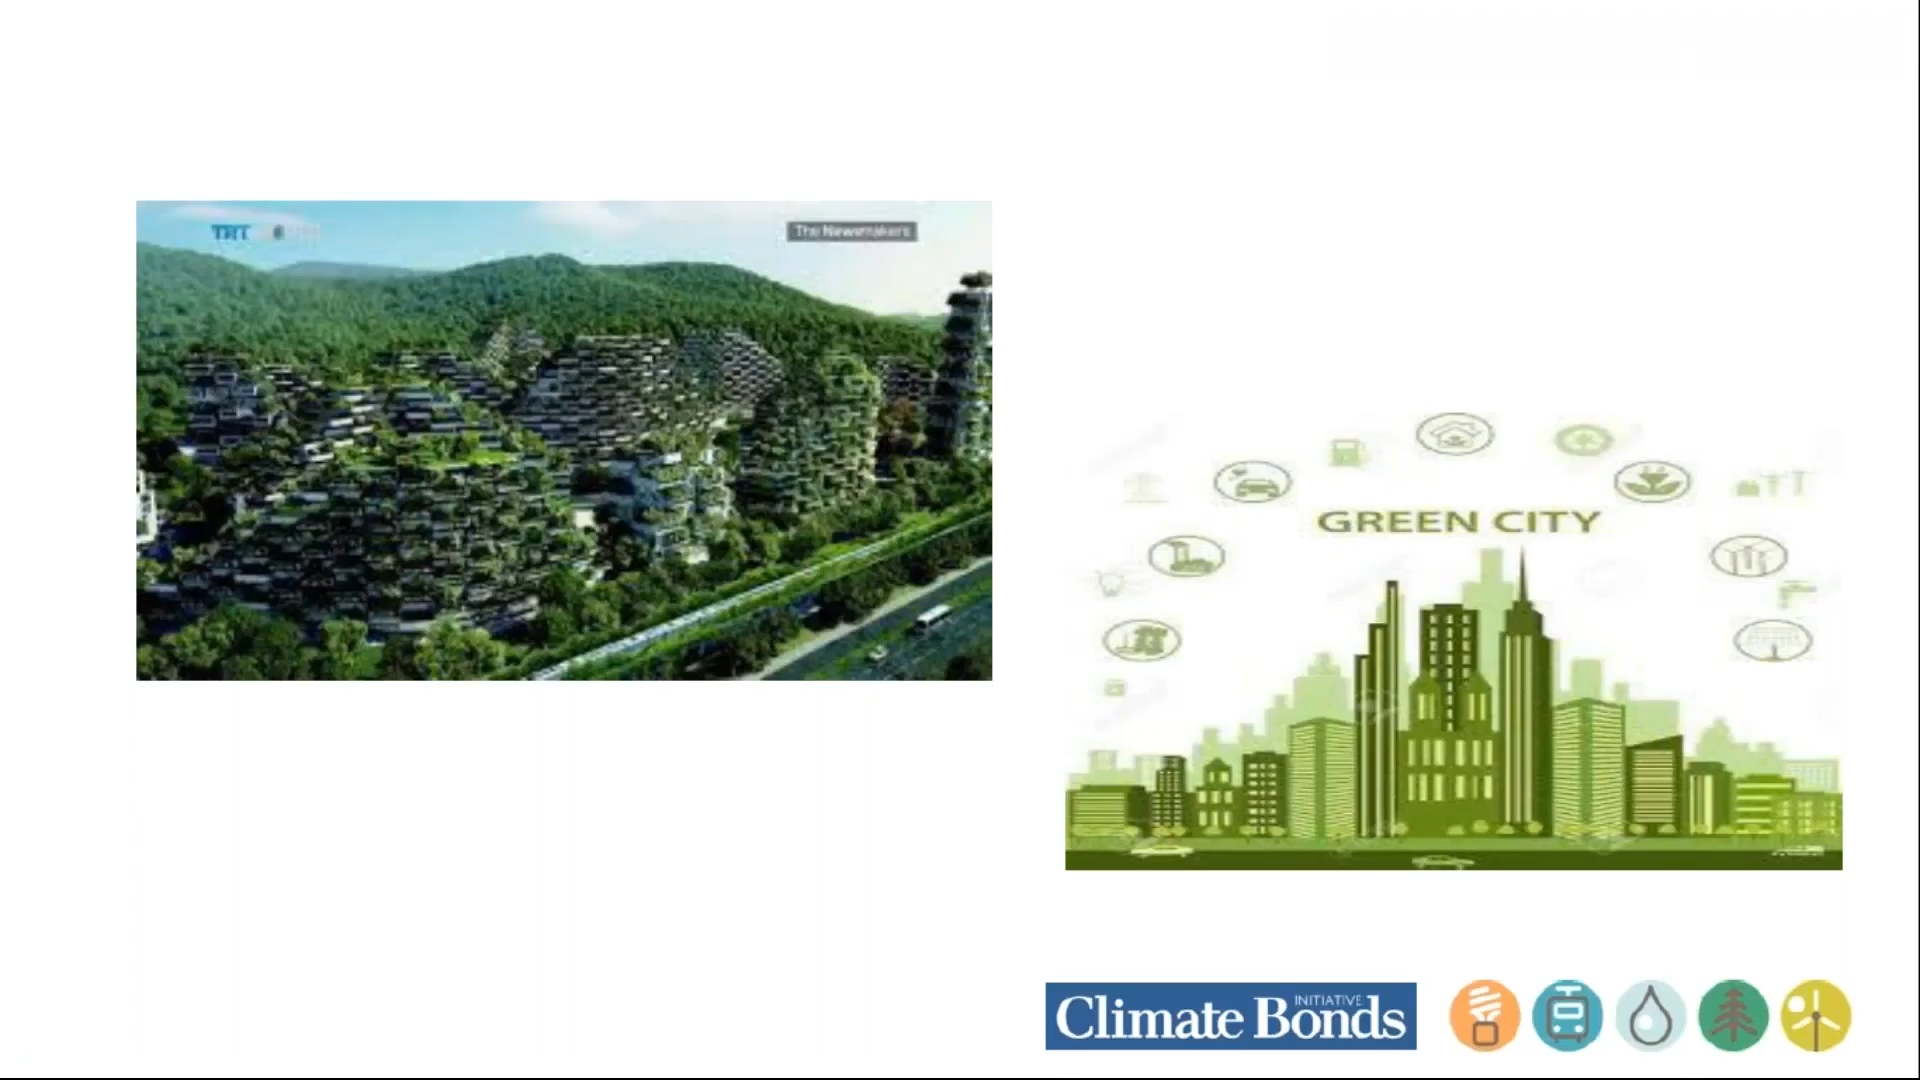 TRT
The Newsmakers
GREEN CITY
Climate Bonds
INITIATIVE